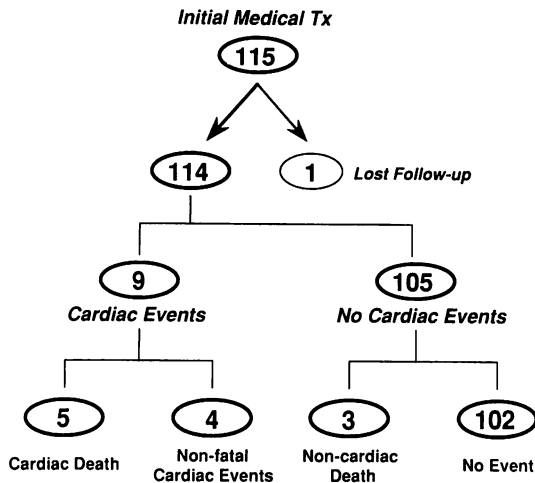 Initial Medical Tx
115
114
1
Lost Follow-up
9
105
Cardiac Events
No Cardiac Events
5
4
3
102
Cardiac Death
Non-fatal
Cardiac Events
Non-cardiac
Death
No Event